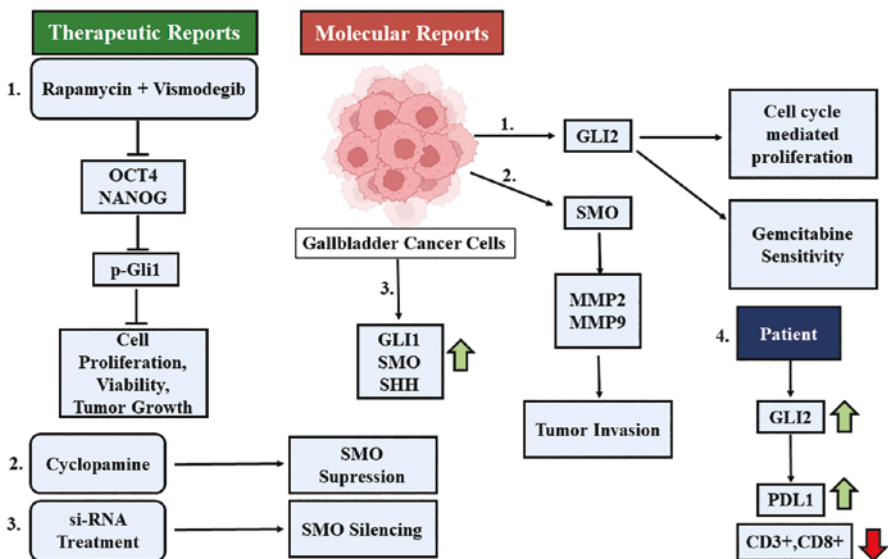 Therapeutic Reports
1.
Rapamycin + Vismodegib
OCT4
NANOG
p-Gli1
Cell
Proliferation,
Viability,
Tumor Growth
2.
Cyclopamine
SMO
Supression
3.
si-RNA
Treatment
SMO Silencing
Molecular Reports
Gallbladder Cancer Cells
1.
GLI2
Cell cycle
mediated
proliferation
Gemcitabine
Sensitivity
2.
SMO
MMP2
MMP9
Tumor Invasion
3.
GLI1
SMO
SHH
4.
Patient
GLI2
PDL1
CD3+,CD8+